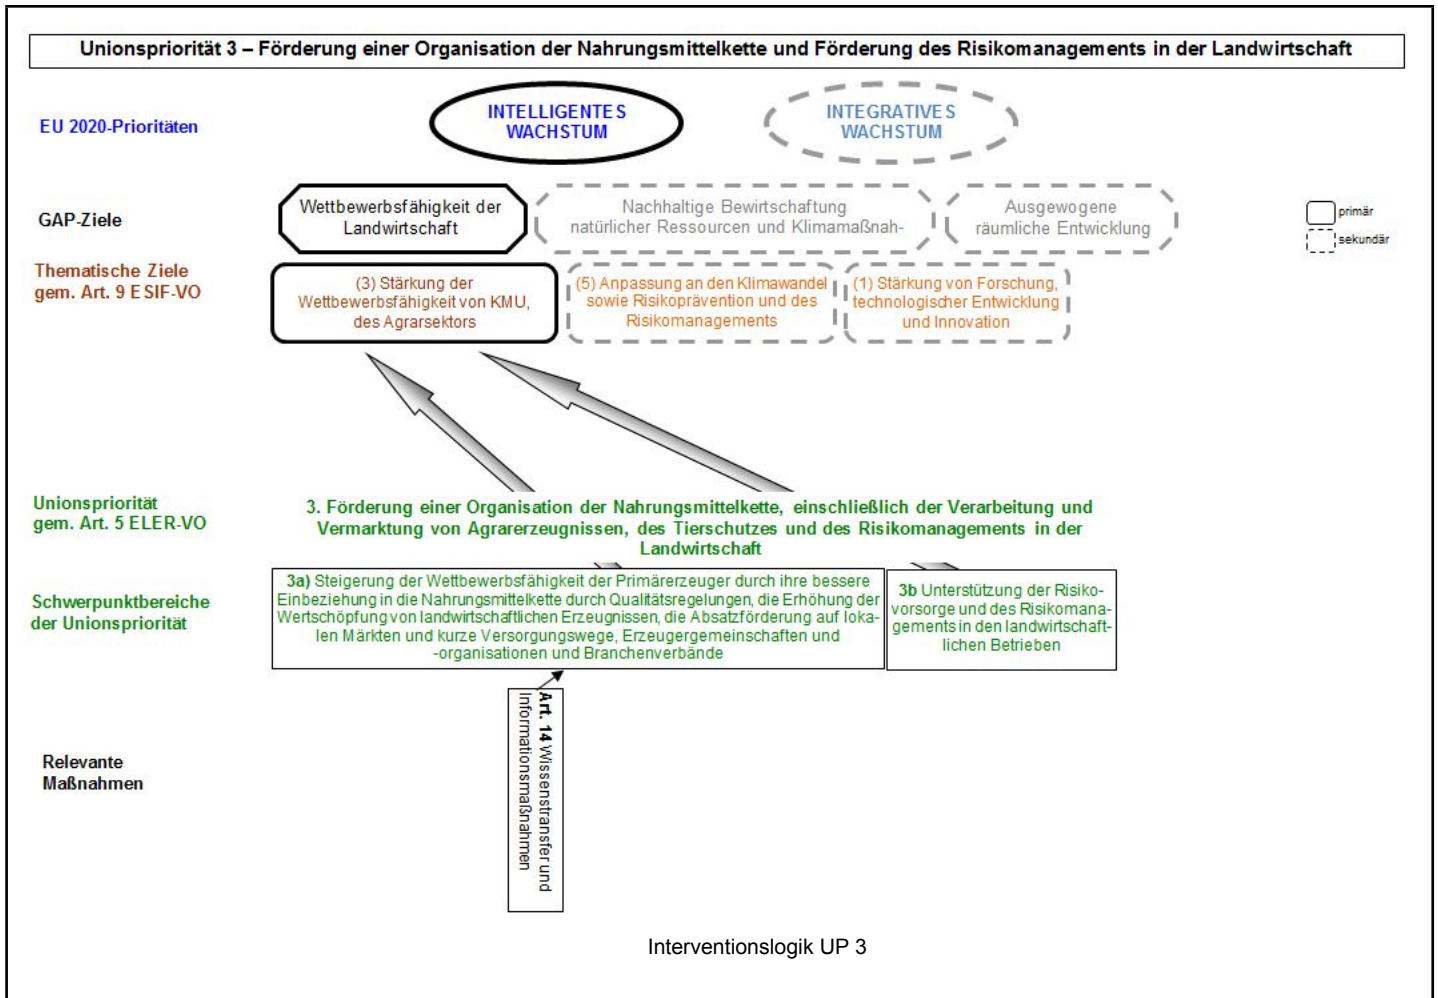 Unionspriorität 3 – Förderung einer Organisation der Nahrungsmittelkette und Förderung des Risikomanagements in der Landwirtschaft
EU 2020-Prioritäten
INTELLIGENTES
WACHSTUM
INTEGRATIVES
WACHSTUM
GAP-Ziele
Wettbewerbsfähigkeit der
Landwirtschaft
Nachhaltige Bewirtschaftung
natürlicher Ressourcen und Klimamaßnah-
Ausgewogene
räumliche Entwicklung
primär
sekundär
Thematische Ziele
gem. Art. 9 ESIF-VO
(3) Stärkung der
Wettbewerbsfähigkeit von KMU,
des Agrarsektors
(5) Anpassung an den Klimawandel
sowie Risikoprävention und des
Risikomanagements
(1) Stärkung von Forschung,
technologischer Entwicklung
und Innovation
Unionspriorität
gem. Art. 5 ELER-VO
3. Förderung einer Organisation der Nahrungsmittelkette, einschließlich der Verarbeitung und
Vermarktung von Agrarerzeugnissen, des Tierschutzes und des Risikomanagements in der
Landwirtschaft
Schwerpunktbereiche
der Unionspriorität
3a) Steigerung der Wettbewerbsfähigkeit der Primärerzeuger durch ihre bessere
Einbeziehung in die Nahrungsmittelkette durch Qualitätsregelungen, die Erhöhung der
Wertschöpfung von landwirtschaftlichen Erzeugnissen, die Absatzförderung auf loka-
len Märkten und kurze Versorgungswege, Erzeugergemeinschaften und
-organisationen und Branchenverbände
3b Unterstützung der Risiko-
vorsorge und des Risikomana-
gements in den landwirtschaft-
lichen Betrieben
Relevante
Maßnahmen
Art. 14 Wissenstransfer und
Informationsmaßnahmen
Interventionslogik UP 3